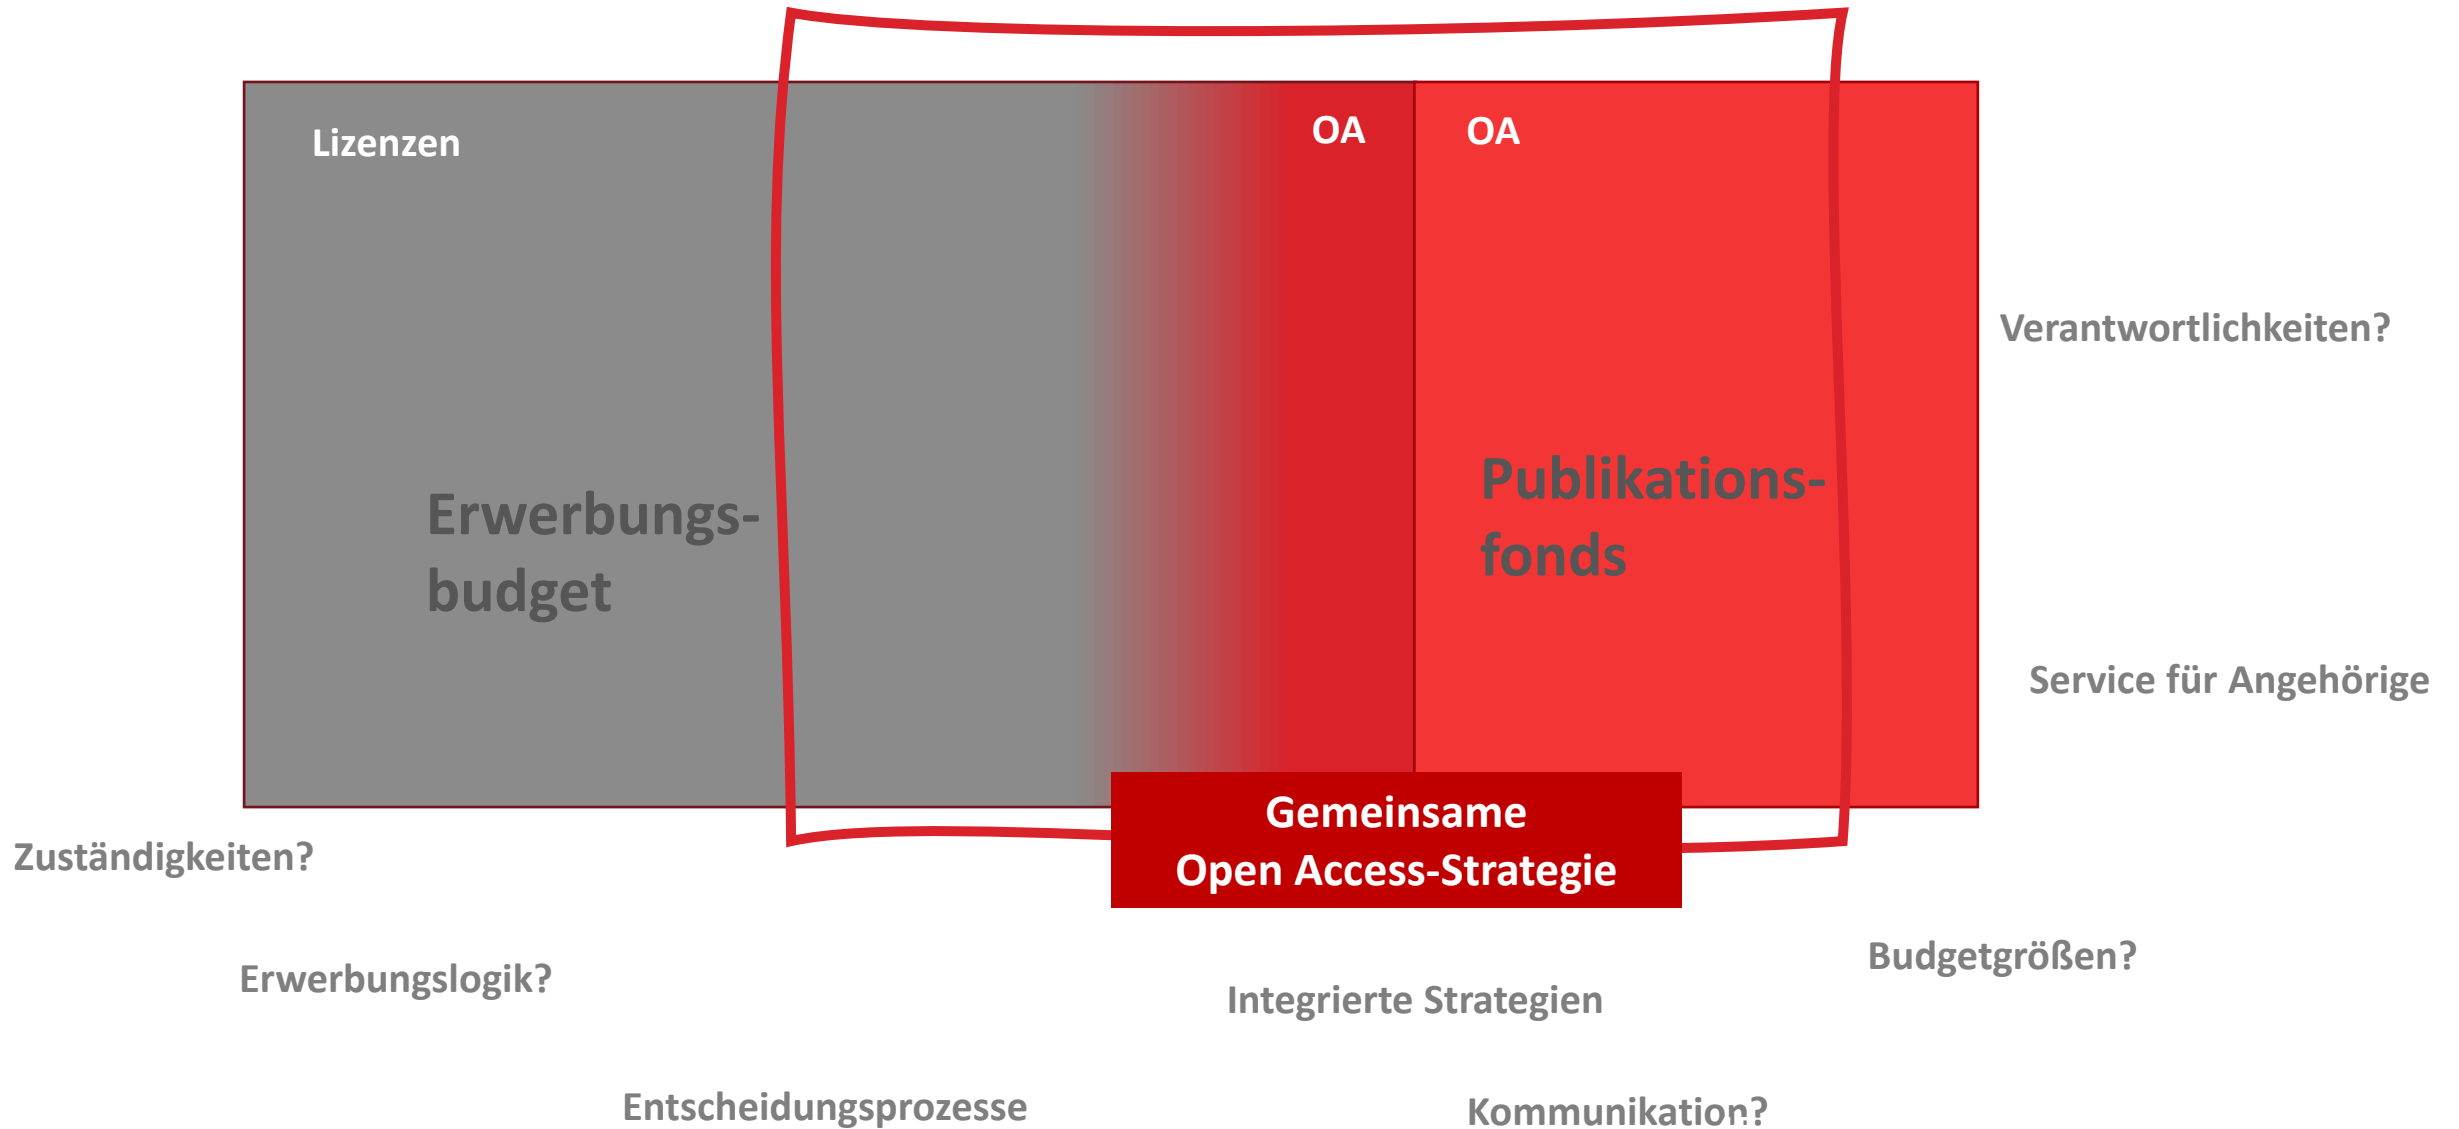 Lizenzen
OA
OA
Verantwortlichkeiten?
Erwerbungs-
budget
Publikations-
fonds
Service für Angehörige
Gemeinsame
Open Access-Strategie
Zuständigkeiten?
Erwerbungslogik?
Budgetgrößen?
Integrierte Strategien
Entscheidungsprozesse
Kommunikation?